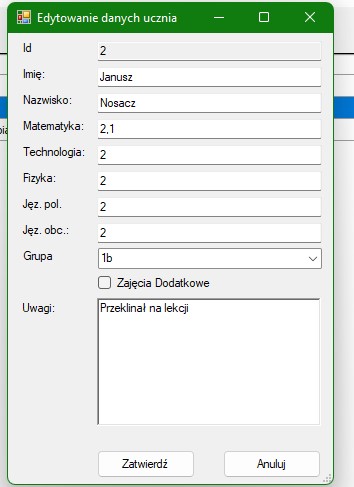 Edytowanie danych ucznia
Id 2
Imię: Janusz
Nazwisko: Nosacz
Matematyka: 2,1
Technologia: 2
Fizyka: 2
Jęz. pol. 2
Jęz. obc.: 2
Grupa 1b
Zajęcia Dodatkowe
Uwagi: Przeklinał na lekcji
Zatwierdź Anuluj